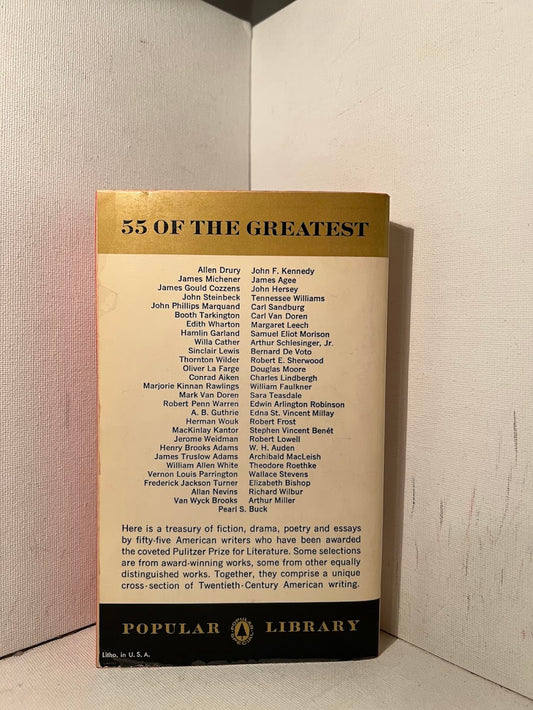 55 OF THE GREATEST
Allen Drury John F. Kennedy
James Michener James Agee
James Gould Cozzens John Hersey
John Steinbeck Tennessee Williams
John Phillips Marquand Carl Sandburg
Booth Tarkington Carl Van Doren
Edith Wharton Margaret Leech
Hamlin Garland Samuel Eliot Morison
Willa Cather Arthur Schlesinger, Jr.
Sinclair Lewis Bernard De Voto
Thornton Wilder Robert E. Sherwood
Oliver La Farge Douglas Moore
Conrad Aiken Charles Lindbergh
Marjorie Kinnan Rawlings William Faulkner
Mark Van Doren Sara Teasdale
Robert Penn Warren Edwin Arlington Robinson
A. B. Guthrie Edna St. Vincent Millay
Herman Wouk Robert Frost
MacKinlay Kantor Stephen Vincent Benét
Jerome Weidman Robert Lowell
Henry Brooks Adams W. H. Auden
James Truslow Adams Archibald MacLeish
William Allen White Theodore Roethke
Vernon Louis Parrington Wallace Stevens
Frederick Jackson Turner Elizabeth Bishop
Allan Nevins Richard Wilbur
Van Wyck Brooks Arthur Miller
Pearl S. Buck
Here is a treasury of fiction, drama, poetry and essays
by fifty-five American writers who have been awarded
the coveted Pulitzer Prize for Literature. Some selections
are from award-winning works, some from other equally
distinguished works. Together, they comprise a unique
cross-section of Twentieth-Century American writing.
POPULAR LIBRARY
Litho. in U. S. A.